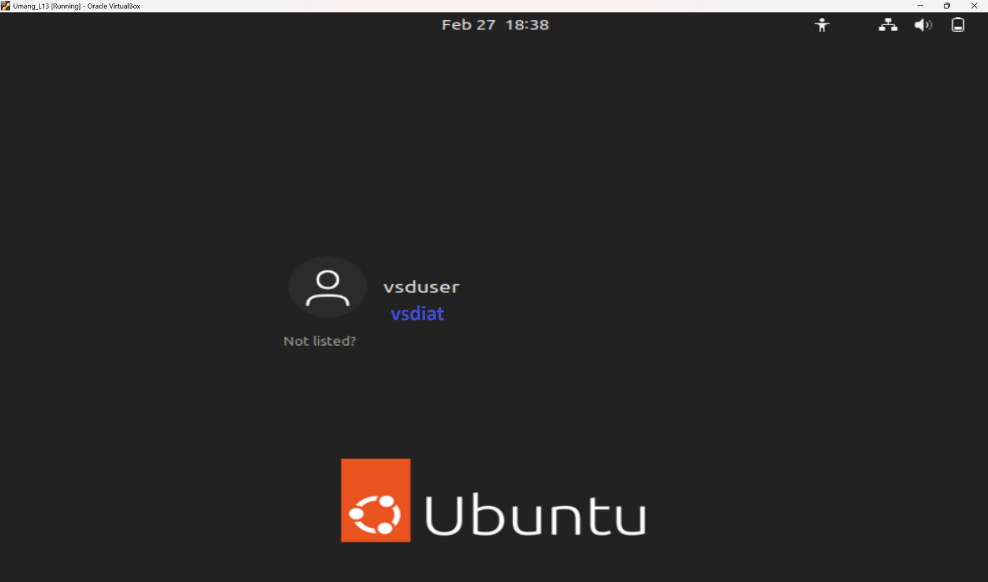 Umang_L13 [Running] - Oracle VirtualBox
Feb 27 18:38
vsduser
vsdiat
Not listed?
Ubuntu